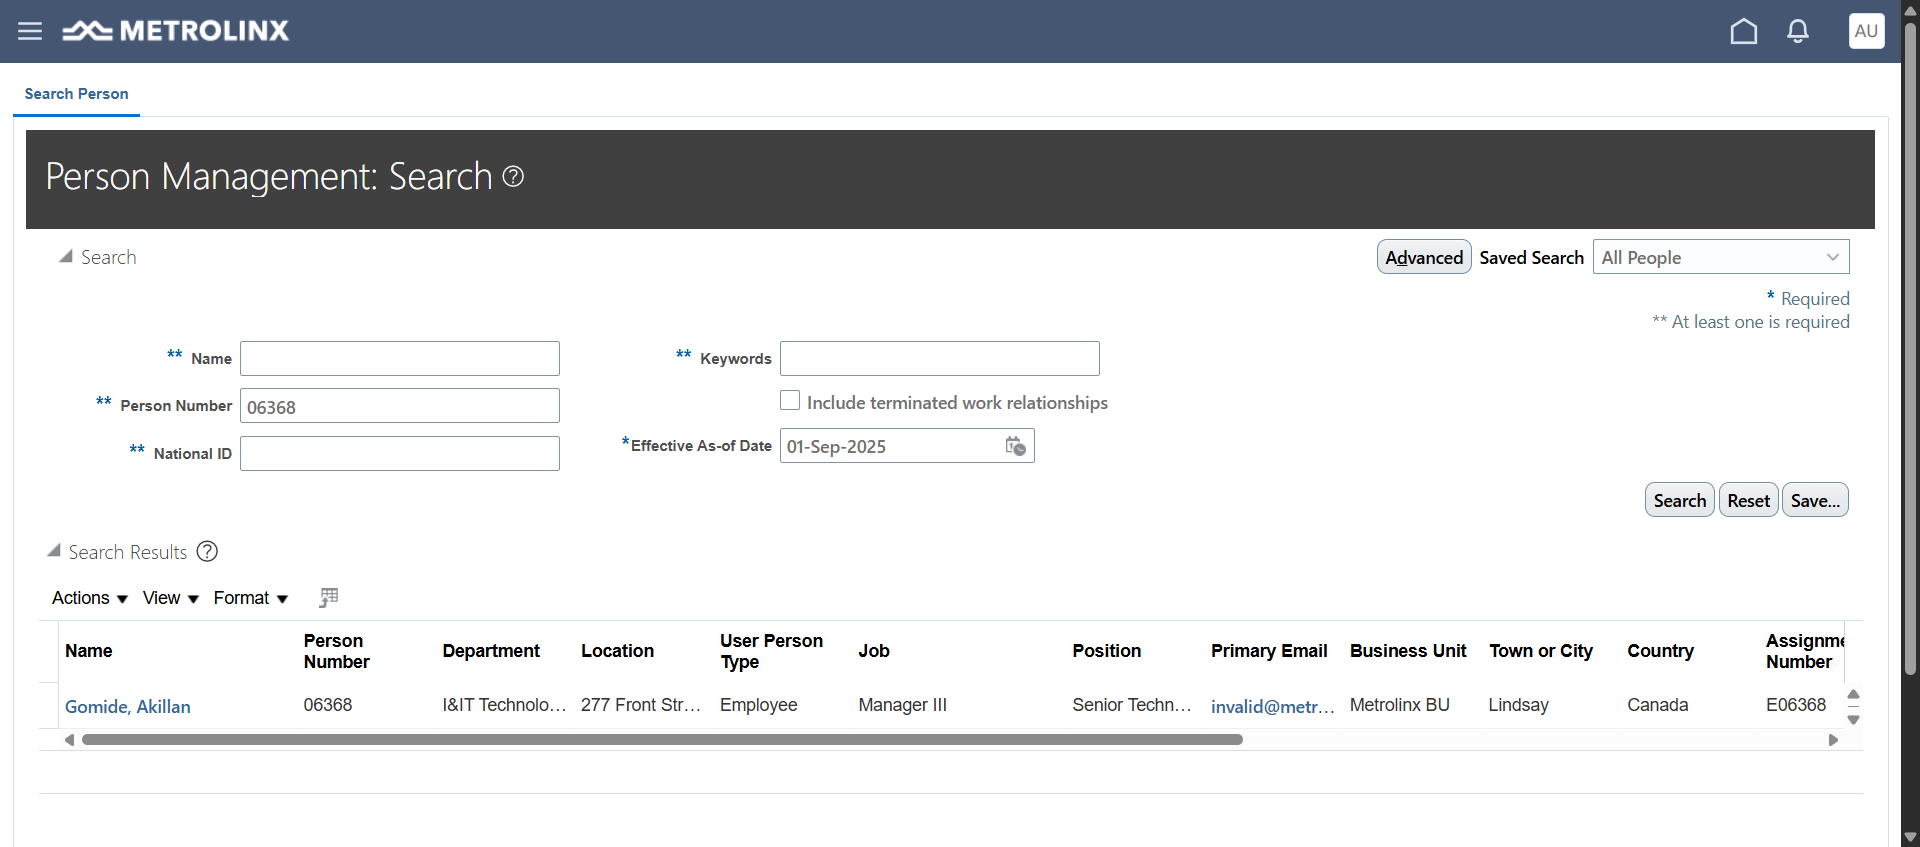 METROLINX
AU
Search Person
Person Management: Search
Search
Advanced Saved Search All People
* Required
** At least one is required
** Name
** Keywords
** Person Number 06368
Include terminated work relationships
** National ID
*Effective As-of Date 01-Sep-2025
Search Reset Save...
Search Results
Actions View Format
Name Person Number Department Location User Person Type Job Position Primary Email Business Unit Town or City Country Assignme Number
Gomide, Akillan 06368 I&IT Technolo... 277 Front Str... Employee Manager III Senior Techn... invalid@metr... Metrolinx BU Lindsay Canada E06368